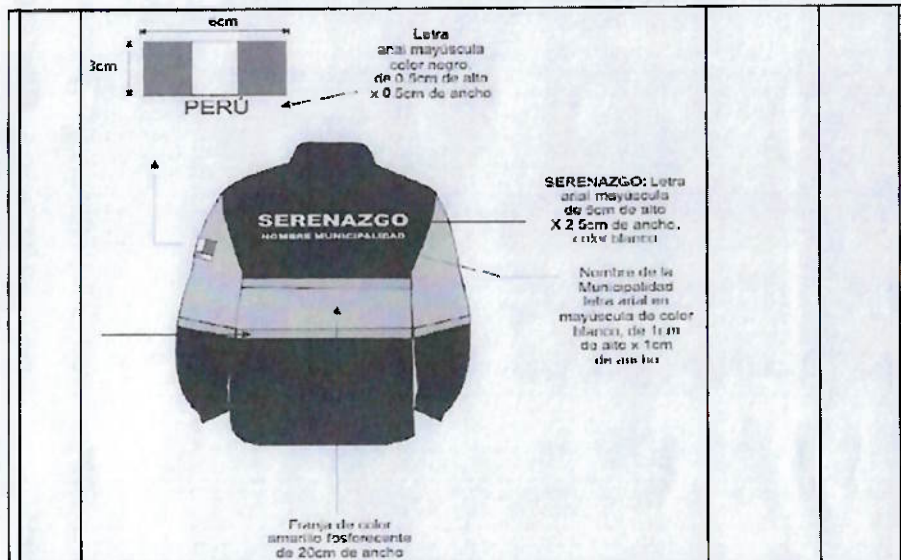 6cm
3cm
PERÚ
Letra
arial mayúscula
color negro,
de 0.5cm de alto
x 0.5cm de ancho
SERENAZGO
NOMBRE MUNICIPALIDAD
SERENAZGO: Letra
arial mayúscula
de 5cm de alto
X 2.5cm de ancho,
color blanco
Nombre de la
Municipalidad
letra arial en
mayúscula de color
blanco, de 1cm
de alto x 1cm
de ancho
Franja de color
amarillo fosforecente
de 20cm de ancho